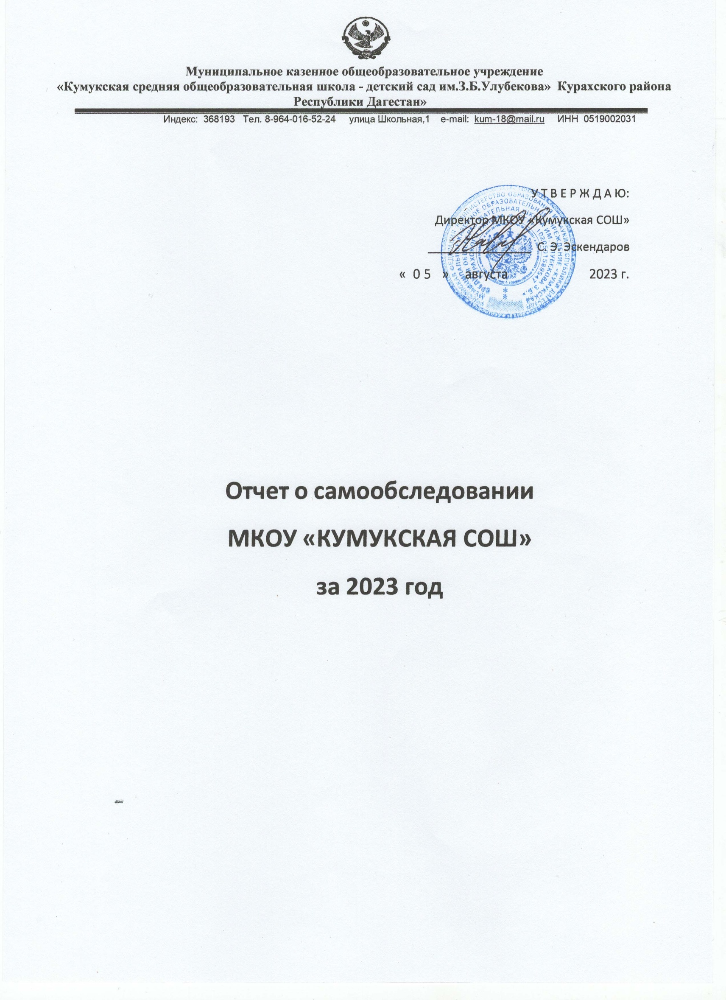 Муниципальное казенное общеобразовательное учреждение
«Кумукская средняя общеобразовательная школа - детский сад им.З.Б.Улубекова» Курахского района
Республики Дагестан»
Индекс: 368193 Тел. 8-964-016-52-24 улица Школьная,1 e-mail: kum-18@mail.ru ИНН 0519002031
У Т В Е Р Ж Д А Ю:
Директор МКОУ «Кумукская СОШ»
С. Э. Эскендаров
« 0 5 » августа 2023 г.
Отчет о самообследовании
МКОУ «КУМУКСКАЯ СОШ»
за 2023 год